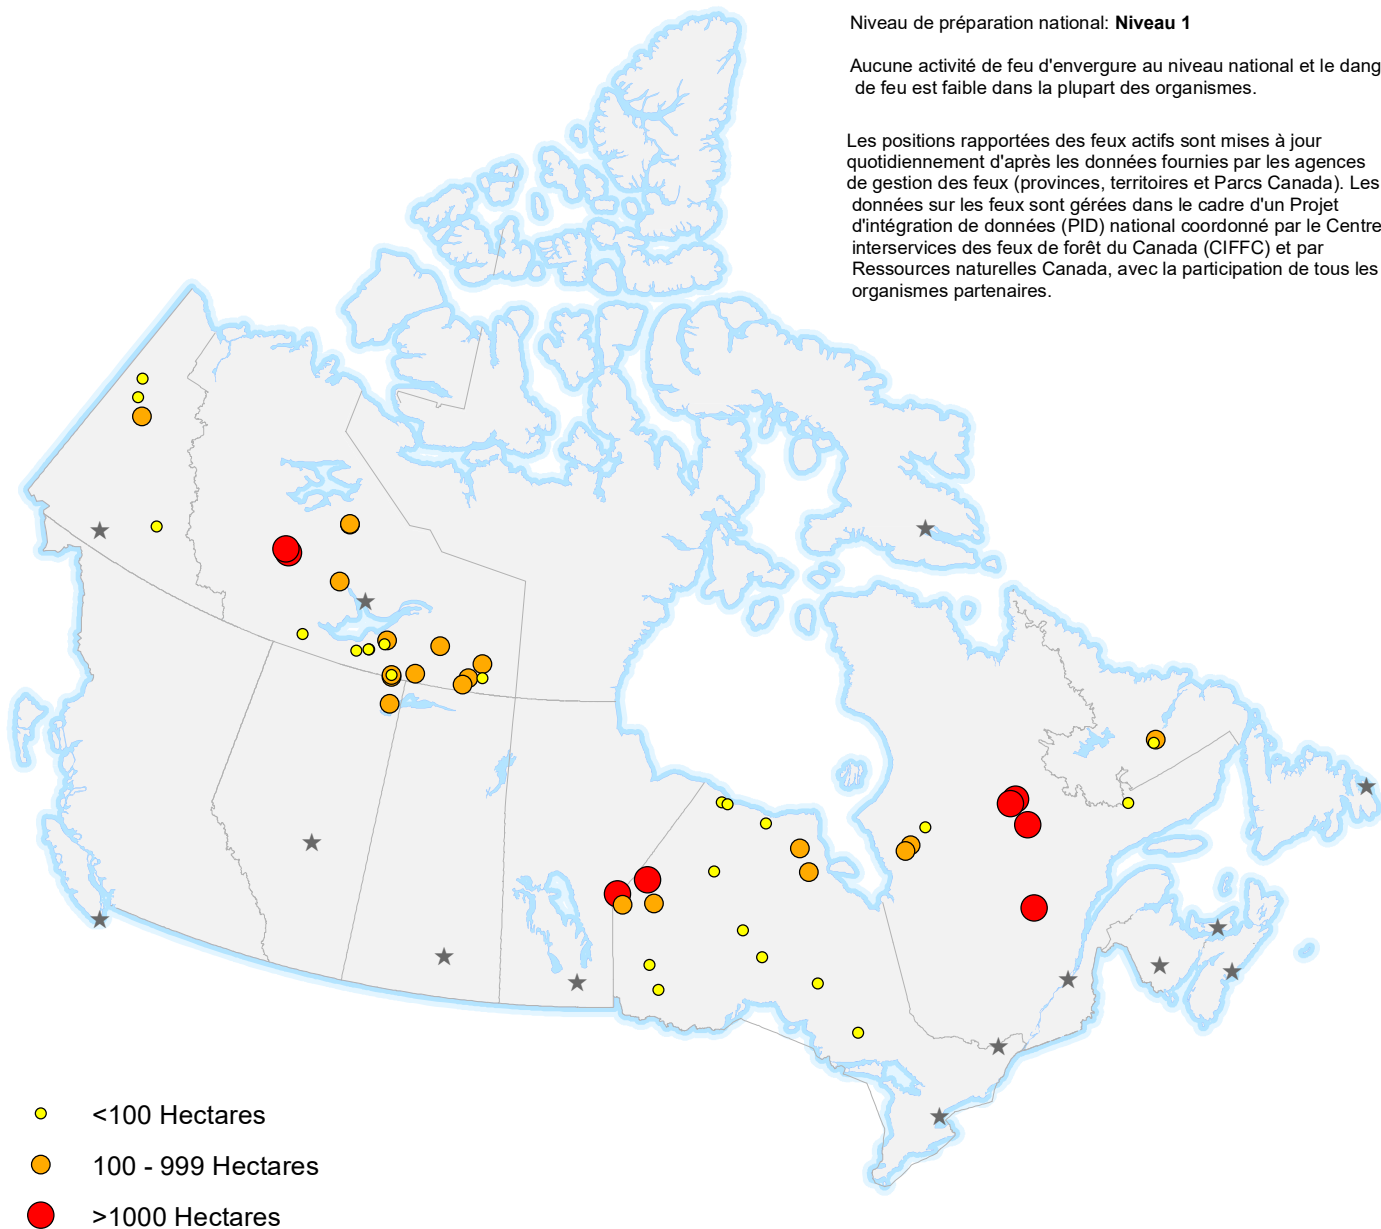 Niveau de préparation national: Niveau 1
Aucune activité de feu d'envergure au niveau national et le dang
de feu est faible dans la plupart des organismes.
Les positions rapportées des feux actifs sont mises à jour
quotidiennement d'après les données fournies par les agences
de gestion des feux (provinces, territoires et Parcs Canada). Les
données sur les feux sont gérées dans le cadre d'un Projet
d'intégration de données (PID) national coordonné par le Centre
interservices des feux de forêt du Canada (CIFFC) et par
Ressources naturelles Canada, avec la participation de tous les
organismes partenaires.
<100 Hectares
100 - 999 Hectares
>1000 Hectares